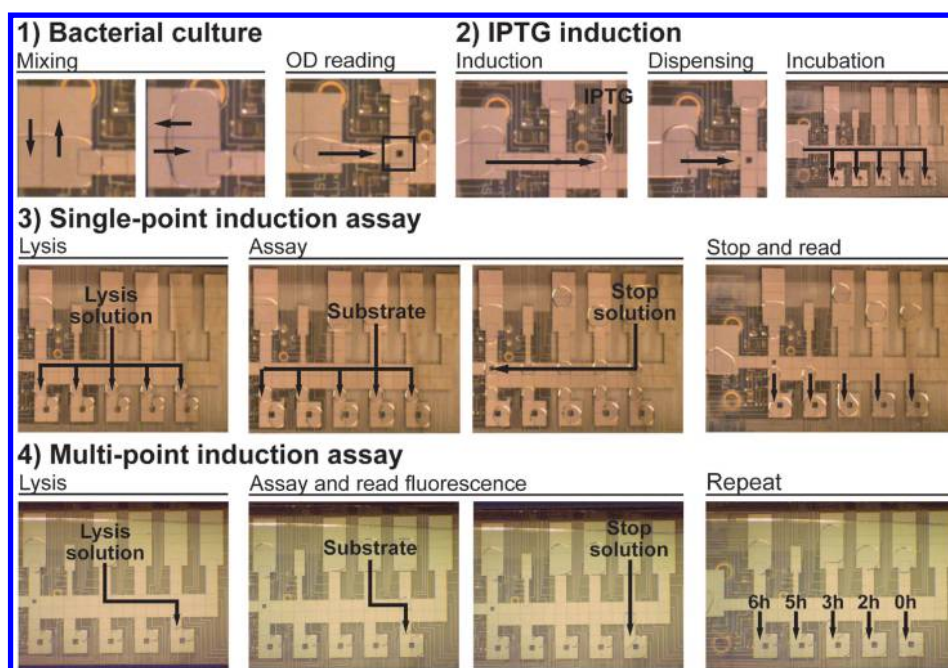 1) Bacterial culture
Mixing
OD reading
2) IPTG induction
Induction
Dispensing
Incubation
IPTG
3) Single-point induction assay
Lysis
Assay
Stop and read
Lysis
solution
Substrate
Stop
solution
4) Multi-point induction assay
Lysis
Assay and read fluorescence
Repeat
Lysis
solution
Substrate
Stop
solution
6h 5h 3h 2h 0h